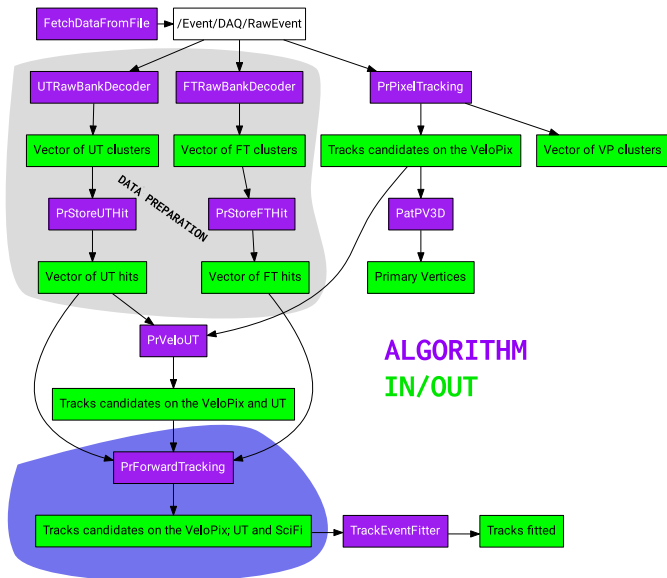 FetchDataFromFile
/Event/DAQ/RawEvent
UTRawBankDecoder
FTRawBankDecoder
PrPixelTracking
Vector of UT clusters
Vector of FT clusters
Tracks candidates on the VeloPix
Vector of VP clusters
DATA PREPARATION
PrStoreUTHit
PrStoreFTHit
PatPV3D
Vector of UT hits
Vector of FT hits
Primary Vertices
PrVeloUT
ALGORITHM
IN/OUT
Tracks candidates on the VeloPix and UT
PrForwardTracking
Tracks candidates on the VeloPix; UT and SciFi
TrackEventFitter
Tracks fitted